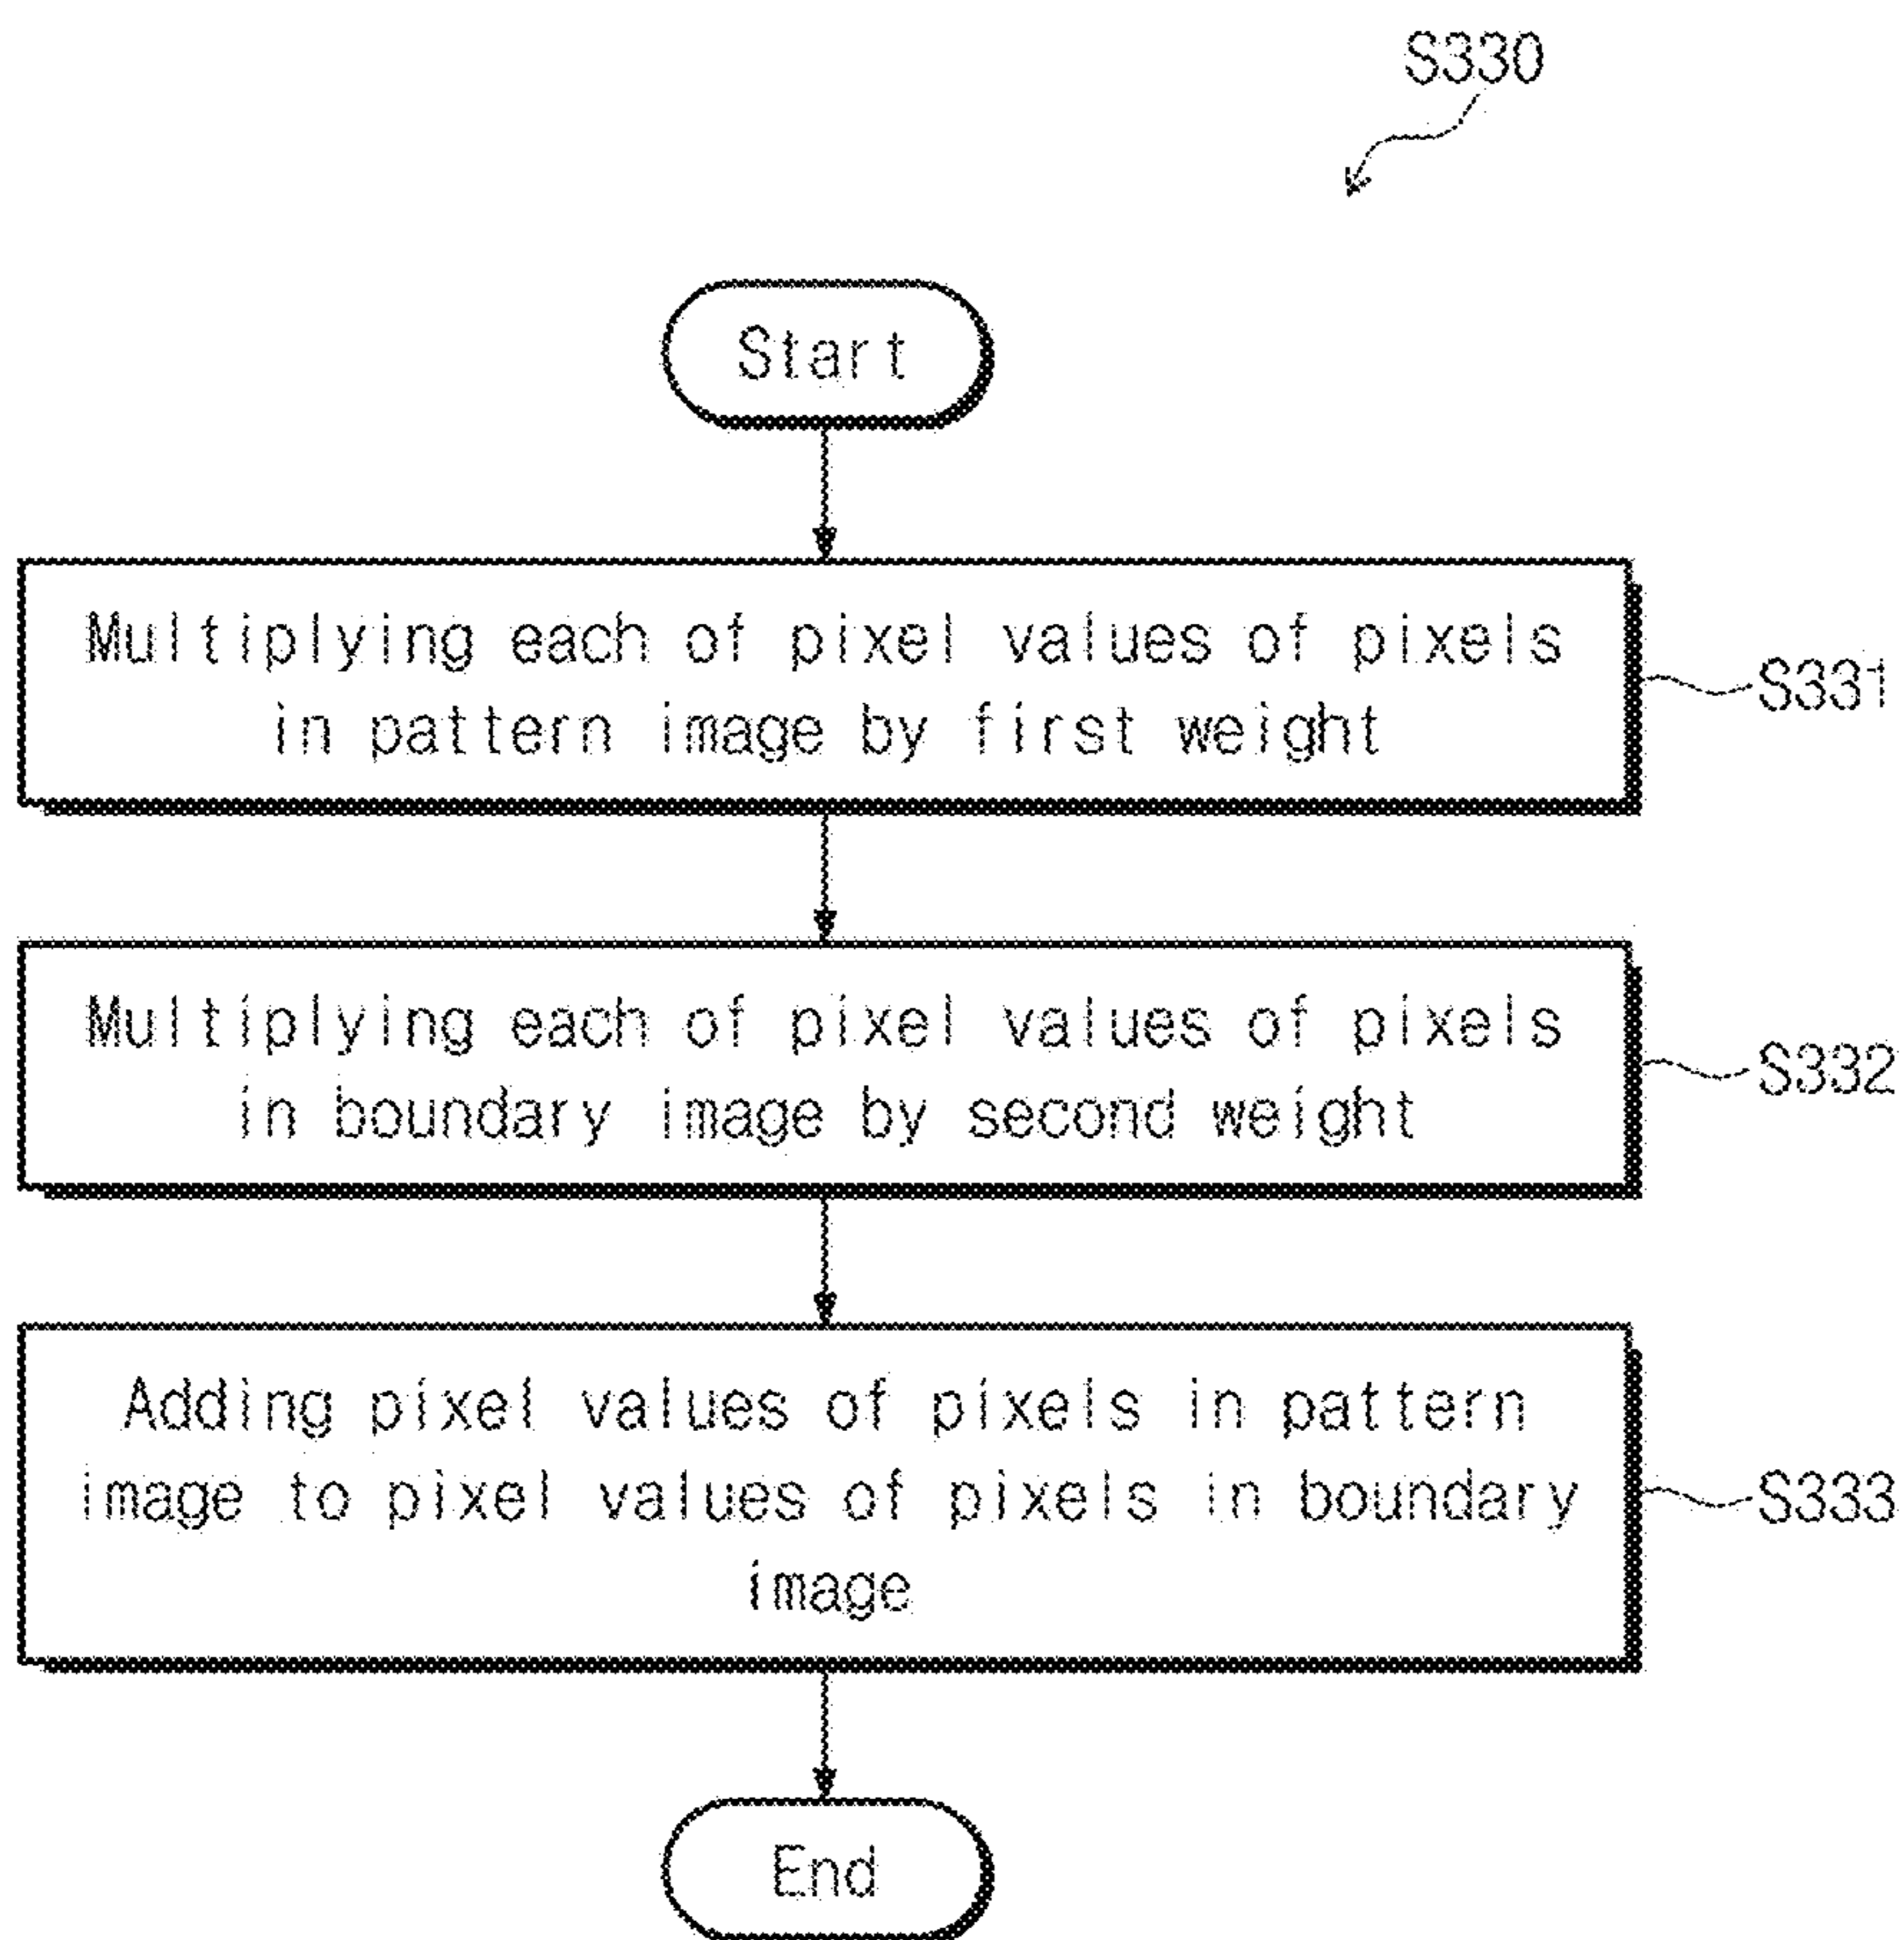 S330
Start
Multiplying each of pixel values of pixels
in pattern image by first weight
S331
Multiplying each of pixel values of pixels
in boundary image by second weight
S332
Adding pixel values of pixels in pattern
image to pixel values of pixels in boundary
image
S333
End